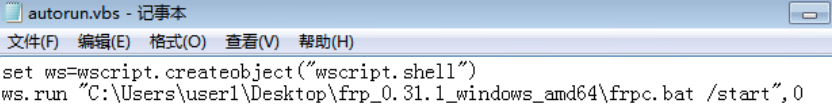 autorun.vbs - 记事本
文件(F) 编辑(E) 格式(O) 查看(V) 帮助(H)
set ws=wscript.createobject("wscript.shell")
ws.run "C:\Users\user1\Desktop\frp_0.31.1_windows_amd64\frpc.bat /start",0